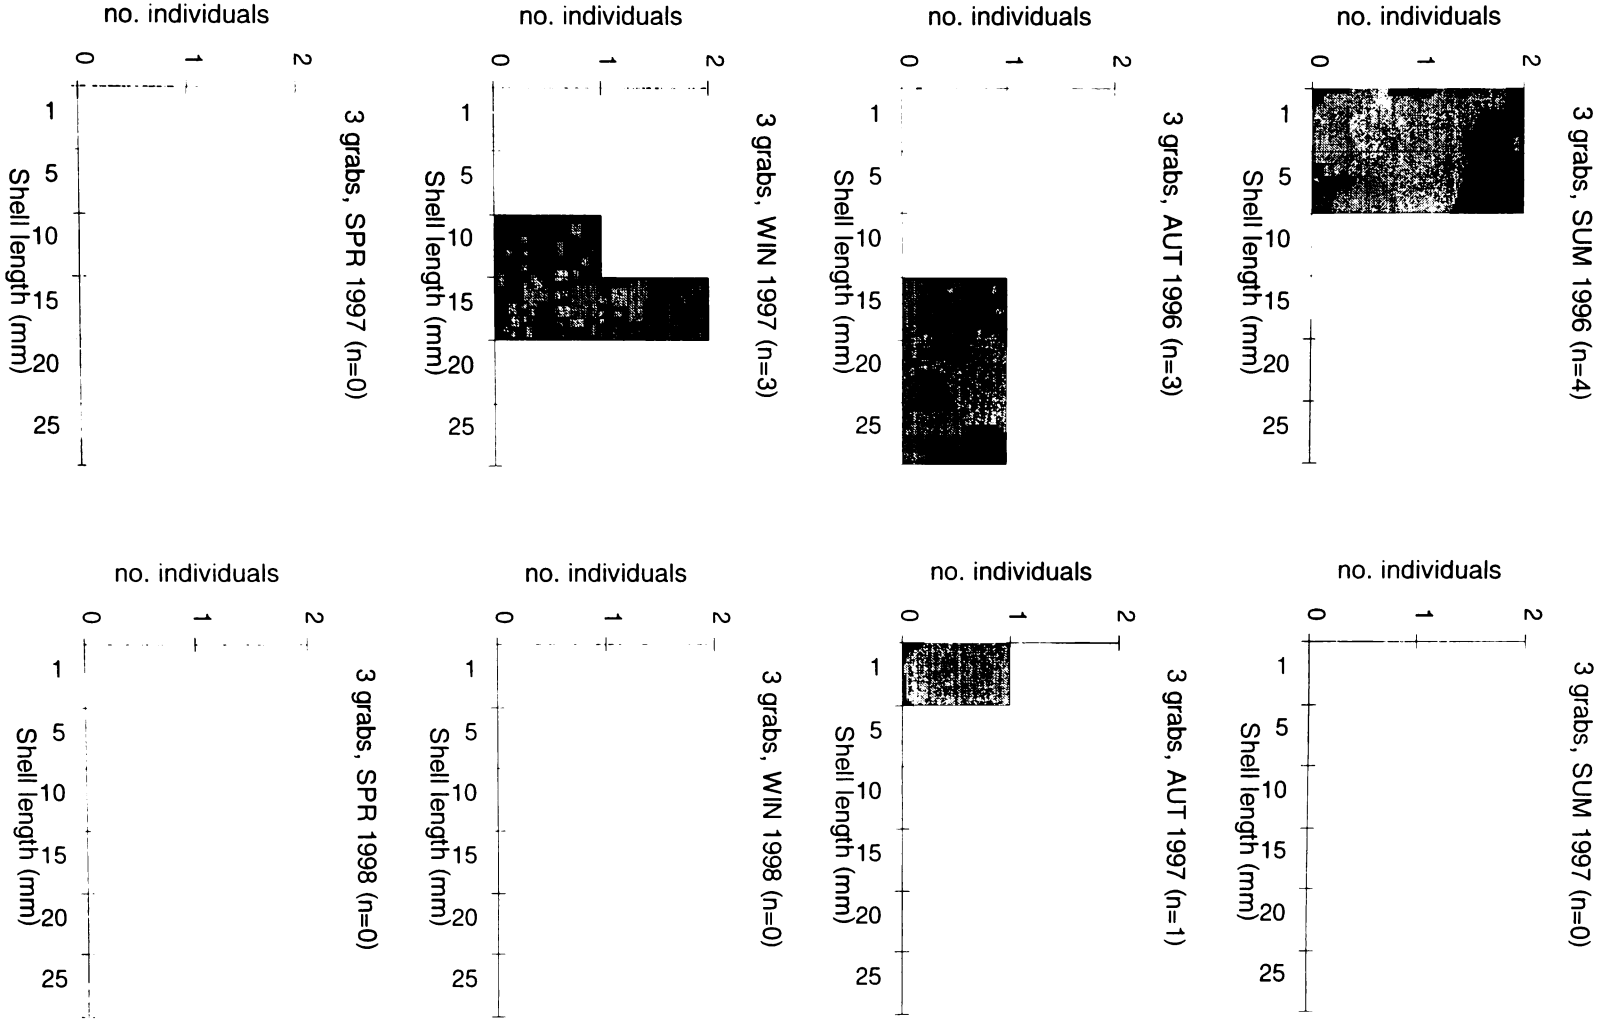 3 grabs, SUM 1996 (n=4)
no. individuals
2
1
0
1 5 10 15 20 25
Shell length (mm)
3 grabs, SUM 1997 (n=0)
no. individuals
2
1
0
1 5 10 15 20 25
Shell length (mm)
3 grabs, AUT 1996 (n=3)
no. individuals
2
1
0
1 5 10 15 20 25
Shell length (mm)
3 grabs, AUT 1997 (n=1)
no. individuals
2
1
0
1 5 10 15 20 25
Shell length (mm)
3 grabs, WIN 1997 (n=3)
no. individuals
2
1
0
1 5 10 15 20 25
Shell length (mm)
3 grabs, WIN 1998 (n=0)
no. individuals
2
1
0
1 5 10 15 20 25
Shell length (mm)
3 grabs, SPR 1997 (n=0)
no. individuals
2
1
0
1 5 10 15 20 25
Shell length (mm)
3 grabs, SPR 1998 (n=0)
no. individuals
2
1
0
1 5 10 15 20 25
Shell length (mm)